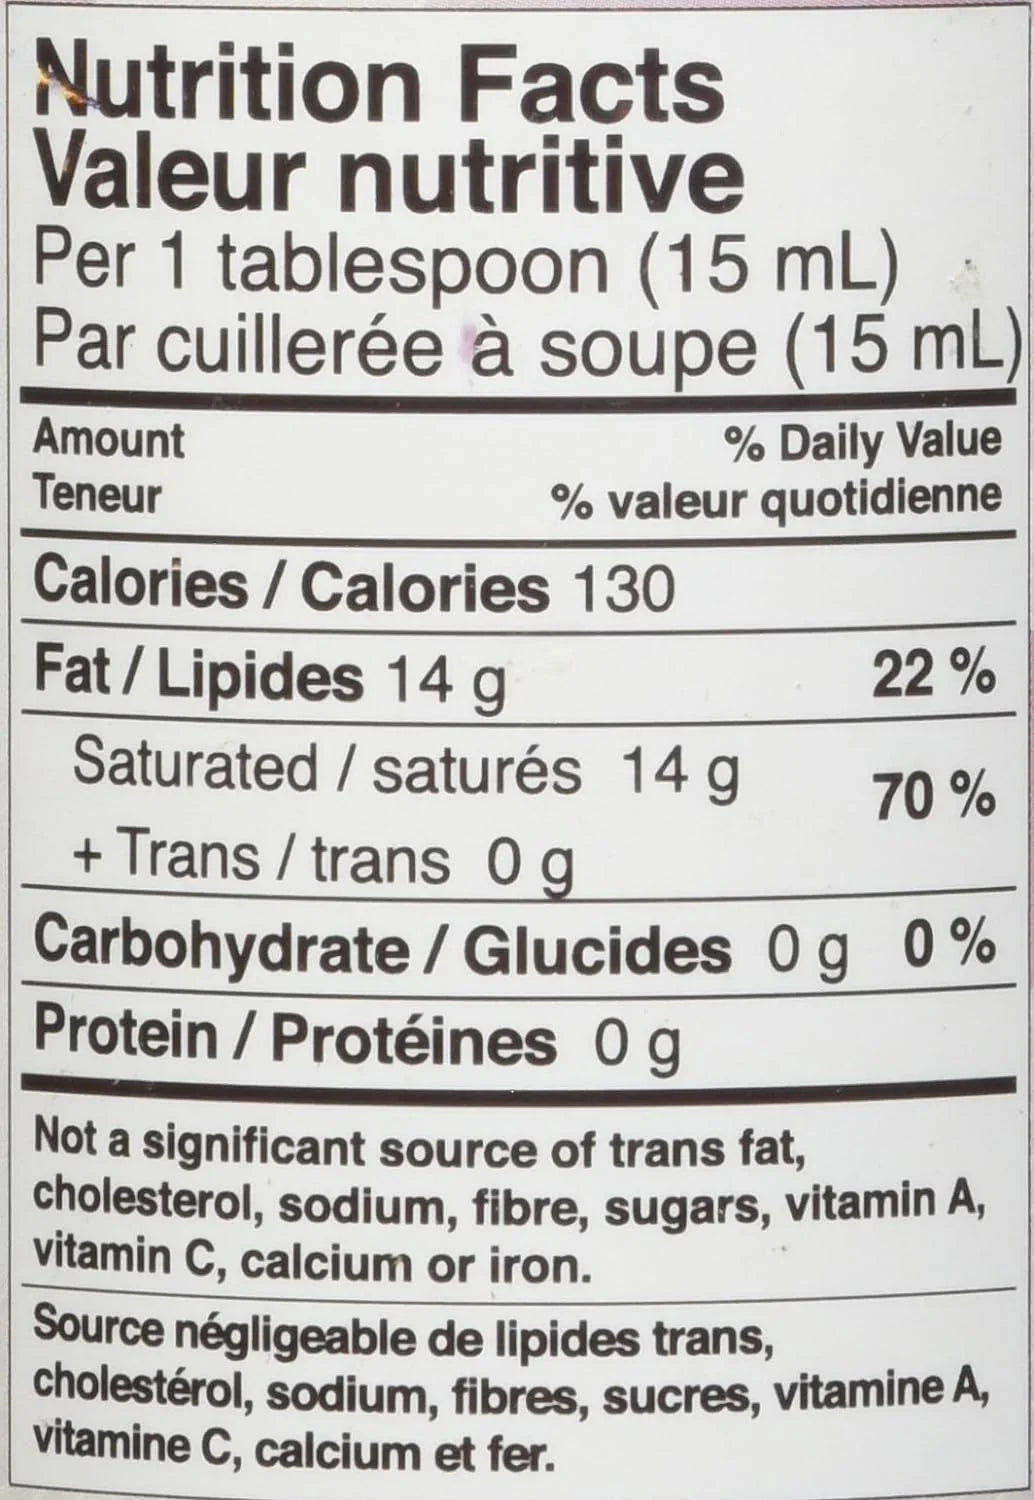 Nutrition Facts
Valeur nutritive
Per 1 tablespoon (15 mL)
Par cuillerée à soupe (15 mL)
Amount % Daily Value
Teneur % valeur quotidienne
Calories / Calories 130
Fat / Lipides 14 g 22 %
Saturated / saturés 14 g 70 %
+ Trans / trans 0 g
Carbohydrate / Glucides 0 g 0 %
Protein / Protéines 0 g
Not a significant source of trans fat,
cholesterol, sodium, fibre, sugars, vitamin A,
vitamin C, calcium or iron.
Source négligeable de lipides trans,
cholestérol, sodium, fibres, sucres, vitamine A,
vitamine C, calcium et fer.